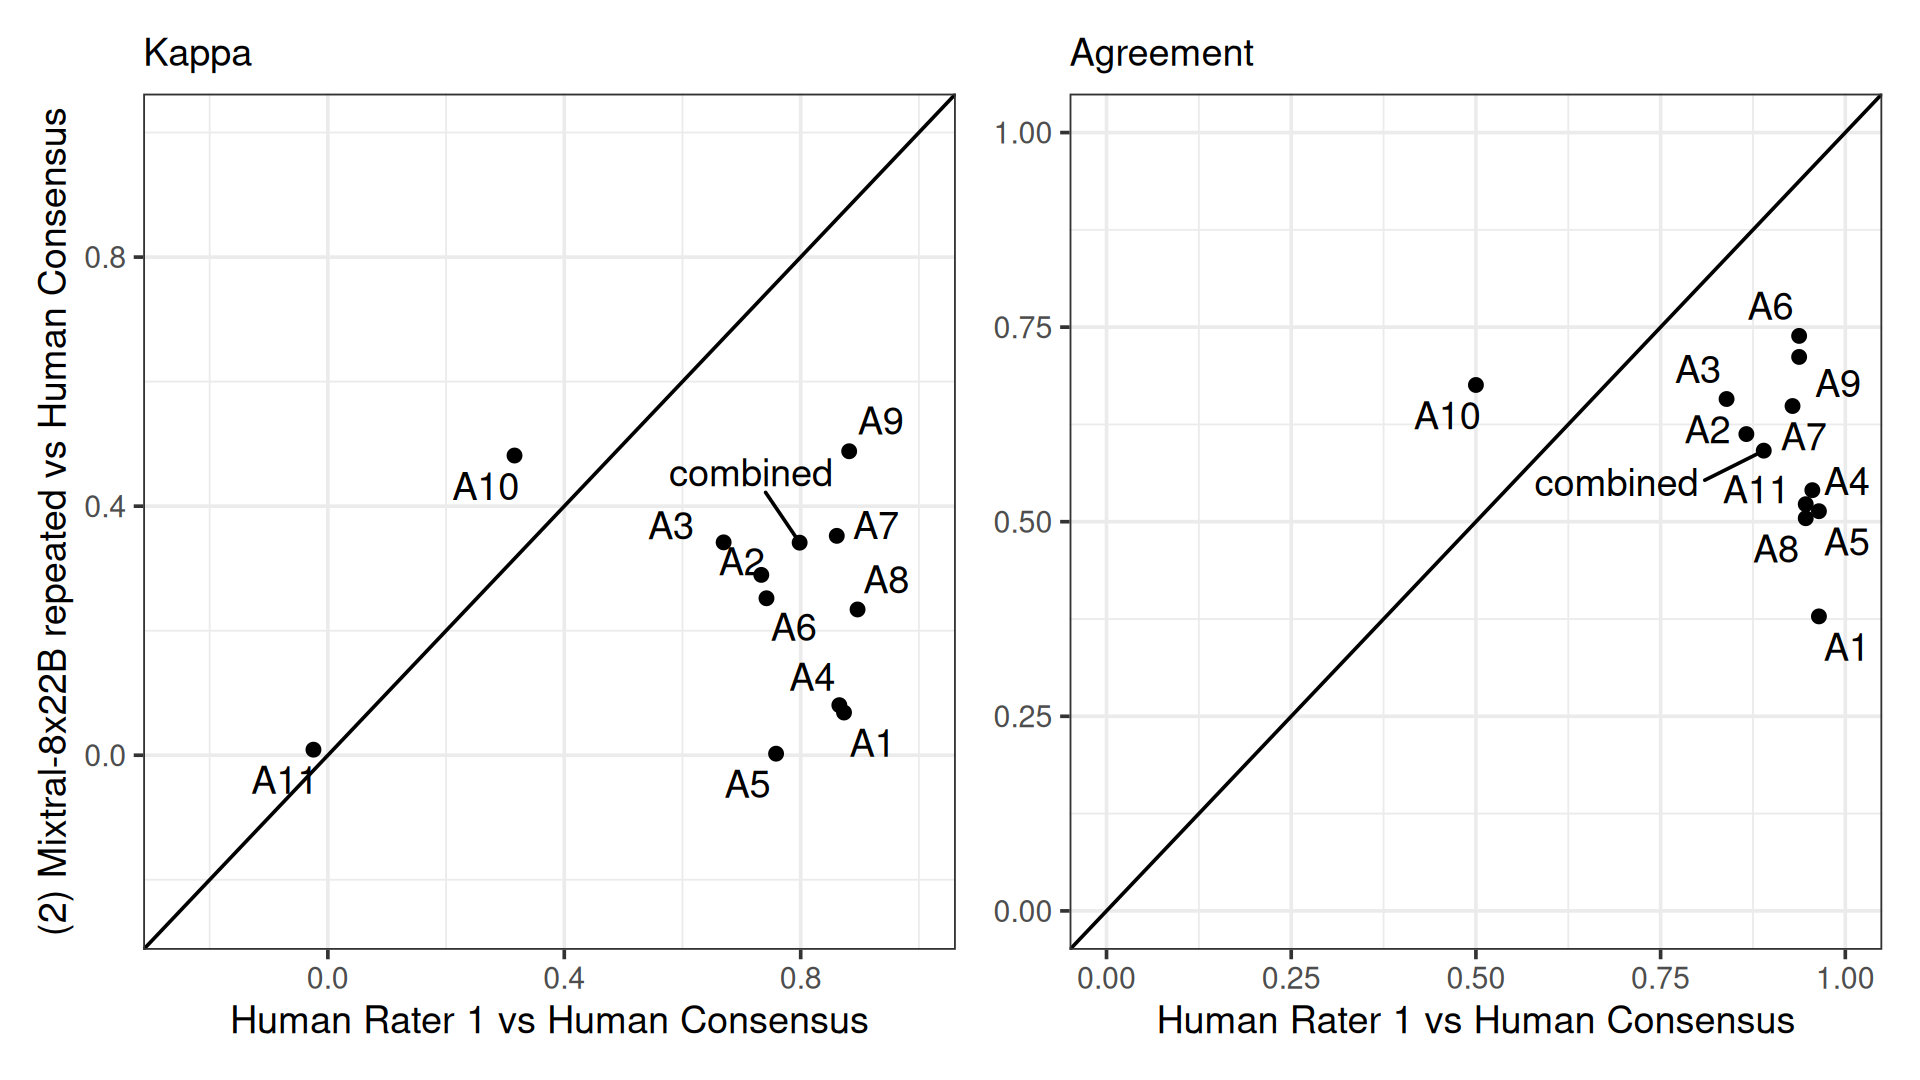 Kappa
Agreement
(2) Mixtral-8x22B repeated vs Human Consensus
0.8
0.4
0.0
A9
combined
A10
A3
A7
A2
A8
A6
A4
A1
A11
A5
0.0
0.4
0.8
Human Rater 1 vs Human Consensus
1.00
0.75
0.50
0.25
0.00
A6
A3
A9
A10
A2
A7
combined
A11
A4
A8
A5
A1
0.00
0.25
0.50
0.75
1.00
Human Rater 1 vs Human Consensus